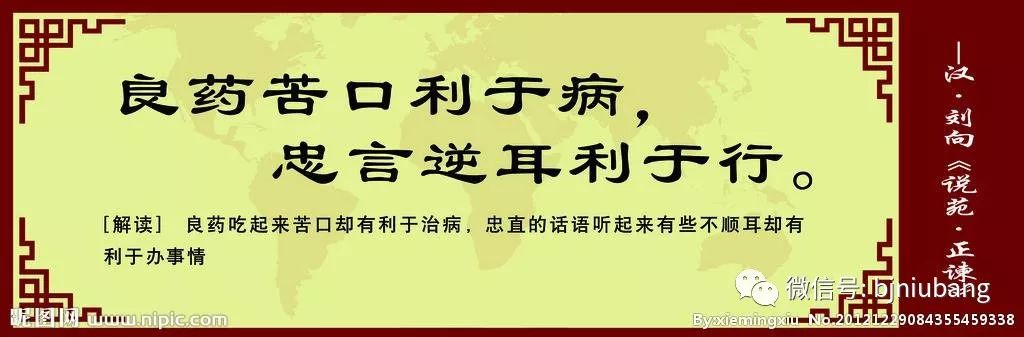 良药苦口利于病，
忠言逆耳利于行。
[解读] 良药吃起来苦口却有利于治病，忠直的话语听起来有些不顺耳却有
利于办事情
—汉·刘向《说苑·正谏》
微信号: bjniubang
昵图网 www.nipic.com
By:xiemingxiu No.20121229084355459338